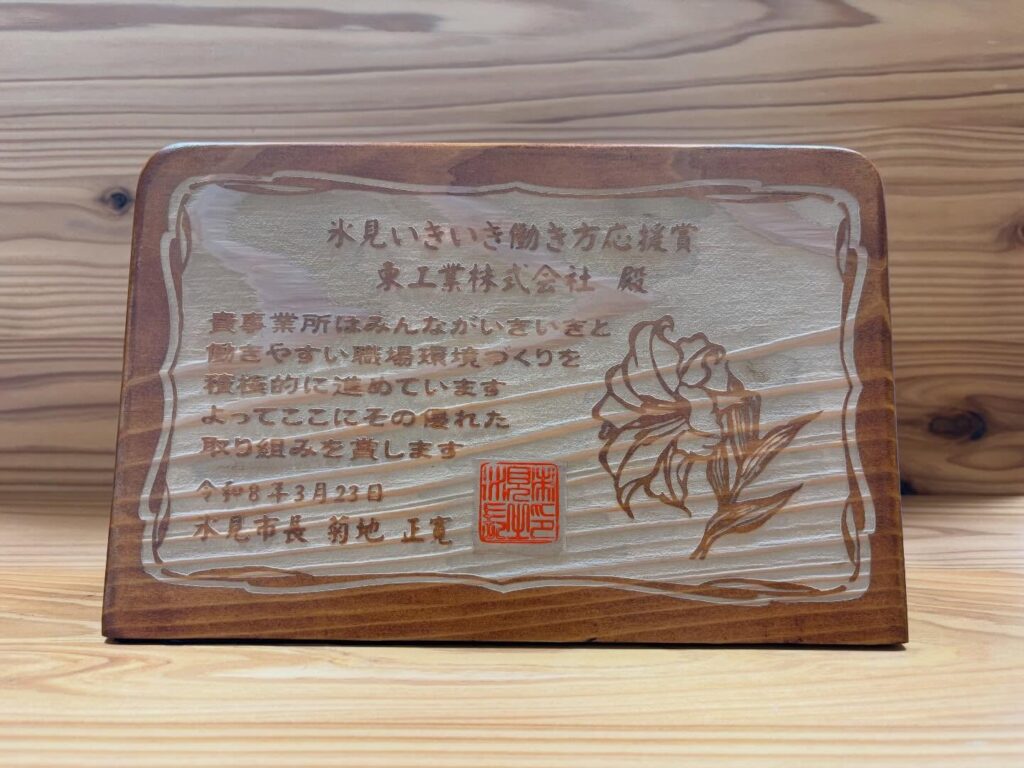 氷見いきいき働き方応援賞
東工業株式会社 殿
貴事業所はみんながいきいきと
働きやすい職場環境づくりを
積極的に進めています
よってここにその優れた
取り組みを賞します
令和8年3月23日
氷見市長 菊地 正寛